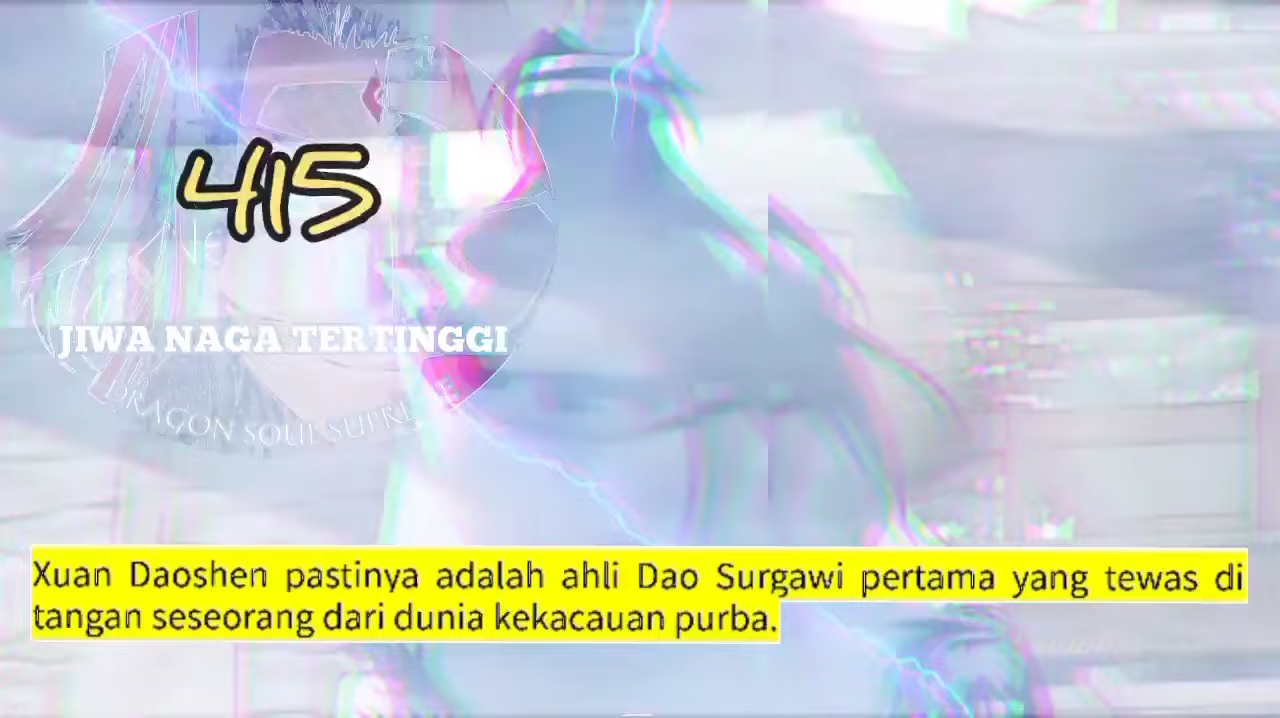 415
JIWA NAGA TERTINGGI
DRAGON SOUL SUPREME
Xuan Daoshen pastinya adalah ahli Dao Surgawi pertama yang tewas di
tangan seseorang dari dunia kekacauan purba.